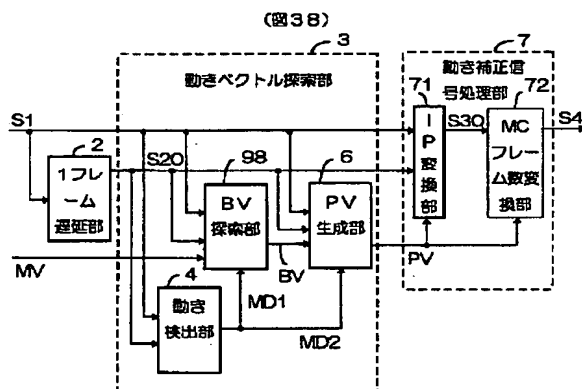 (図38)
3
動きベクトル探索部
7
動き補正信
号処理部
71
72
S1
2
1フレ
ーム
遅延部
S20
98
BV
探索部
6
PV
生成部
IP変換部
S30
MC
フレー
ム数変
換部
S4
MV
4
動き
検出部
BV
MD1
MD2
PV